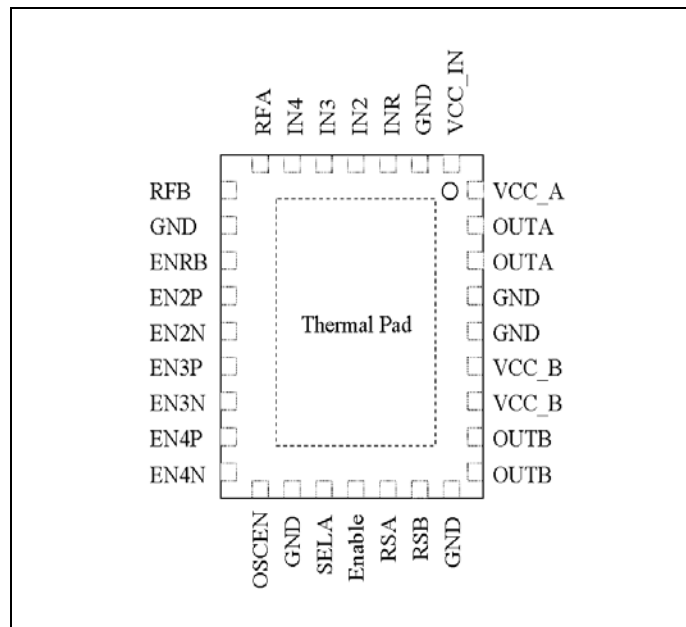 RFA
IN4
IN3
IN2
INR
GND
VCC_IN
RFB
GND
ENRB
EN2P
EN2N
EN3P
EN3N
EN4P
EN4N
Thermal Pad
VCC_A
OUTA
OUTA
GND
GND
VCC_B
VCC_B
OUTB
OUTB
OSCEN
GND
SELA
Enable
RSA
RSB
GND